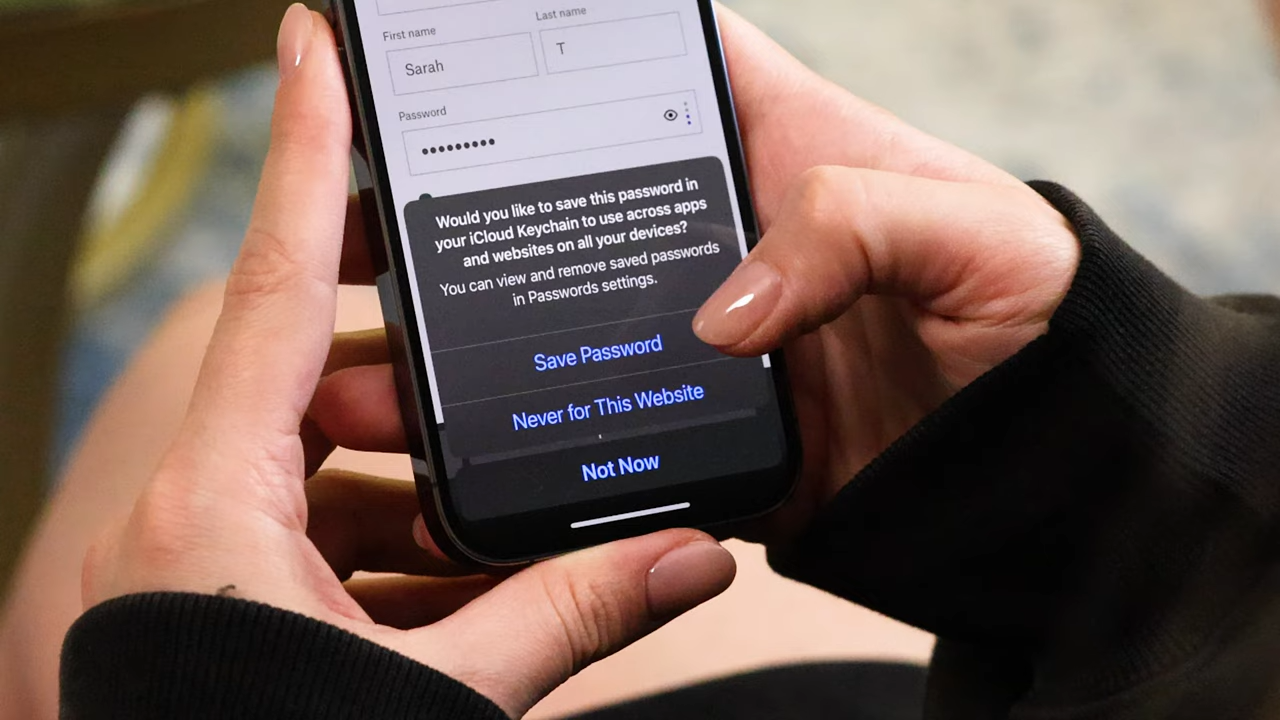 First name
Last name
Sarah
T
Password
•••••••••
Would you like to save this password in
your iCloud Keychain to use across apps
and websites on all your devices?
You can view and remove saved passwords
in Passwords settings.
Save Password
Never for This Website
Not Now